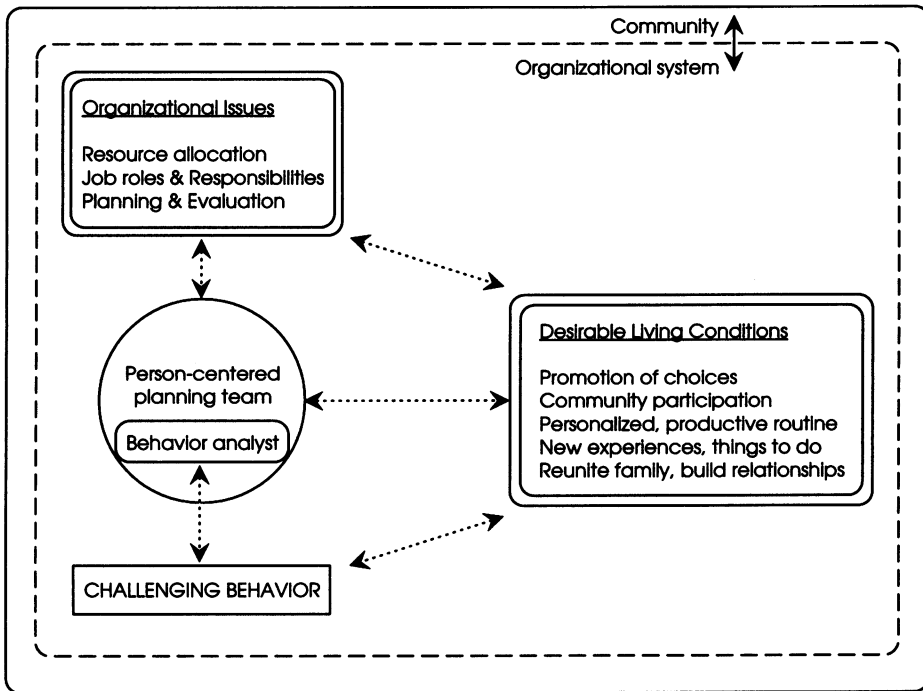 Community
Organizational system
Organizational Issues
Resource allocation
Job roles & Responsibilities
Planning & Evaluation
Person-centered
planning team
Behavior analyst
CHALLENGING BEHAVIOR
Desirable Living Conditions
Promotion of choices
Community participation
Personalized, productive routine
New experiences, things to do
Reunite family, build relationships